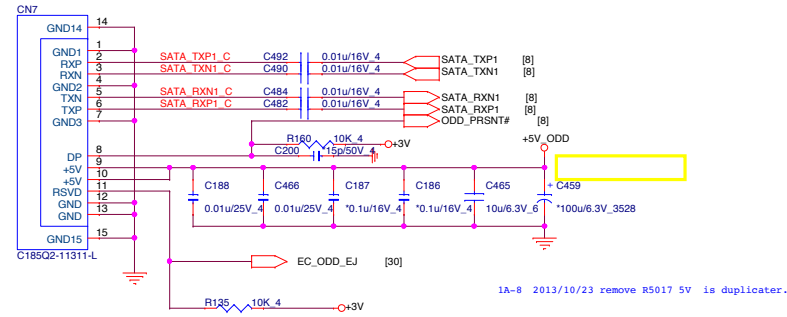 CN7
GND14 14
GND1 1
RXP 2 SATA_TXP1_C C492 0.01u/16V_4 SATA_TXP1 [8]
RXN 3 SATA_TXN1_C C490 0.01u/16V_4 SATA_TXN1 [8]
GND2 4
TXN 5 SATA_RXN1_C C484 0.01u/16V_4 SATA_RXN1 [8]
TXP 6 SATA_RXP1_C C482 0.01u/16V_4 SATA_RXP1 [8]
GND3 7 ODD_PRSNT# [8]
R160 10K_4 +3V +5V_ODD
DP 8 C200 15p/50V_4
+5V 9
+5V 10
RSVD 11 C188 C466 C187 C186 C465 + C459
GND 12
GND 13 0.01u/25V_4 0.01u/25V_4 *0.1u/16V_4 *0.1u/16V_4 10u/6.3V_6 *100u/6.3V_3528
GND15 15
C185Q2-11311-L
EC_ODD_EJ [30]
1A-8 2013/10/23 remove R5017 5V is duplicater.
R135 10K_4 +3V